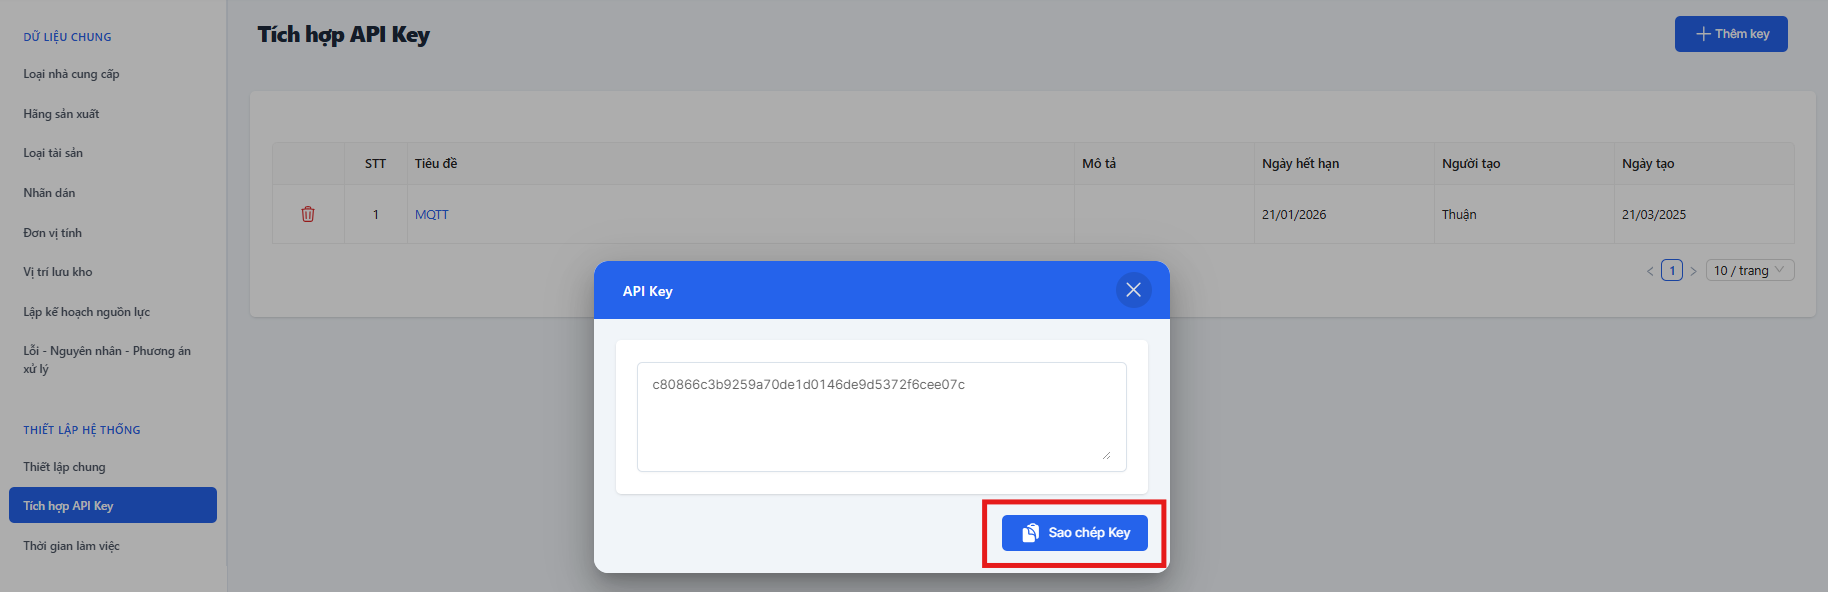 DỮ LIỆU CHUNG
Loại nhà cung cấp
Hãng sản xuất
Loại tài sản
Nhãn dán
Đơn vị tính
Vị trí lưu kho
Lập kế hoạch nguồn lực
Lỗi - Nguyên nhân - Phương án
xử lý
THIẾT LẬP HỆ THỐNG
Thiết lập chung
Tích hợp API Key
Thời gian làm việc
Tích hợp API Key
Thêm key
STT Tiêu đề Mô tả Ngày hết hạn Người tạo Ngày tạo
1 MQTT 21/01/2026 Thuận 21/03/2025
< 1 > 10 / trang
API Key
c80866c3b9259a70de1d0146de9d5372f6cee07c
Sao chép Key